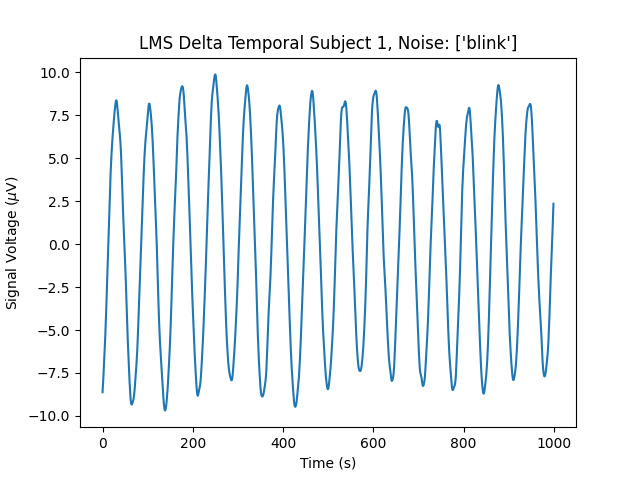 LMS Delta Temporal Subject 1, Noise: ['blink']
Signal Voltage (μV)
10.0
7.5
5.0
2.5
0.0
−2.5
−5.0
−7.5
−10.0
0 200 400 600 800 1000
Time (s)